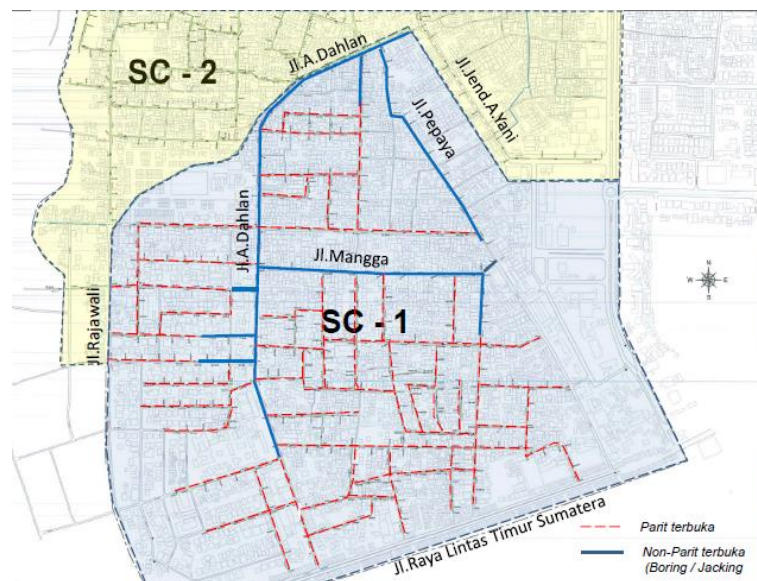 Jl.A.Dahlan
SC - 2
Jl.Jend.A.Yani
Jl.Pepaya
Jl.A.Dahlan
Jl.Mangga
N
W
E
S
SC - 1
Jl.Rajawali
Parit terbuka
Jl.Raya Lintas Timur Sumatera
Non-Parit terbuka
(Boring / Jacking